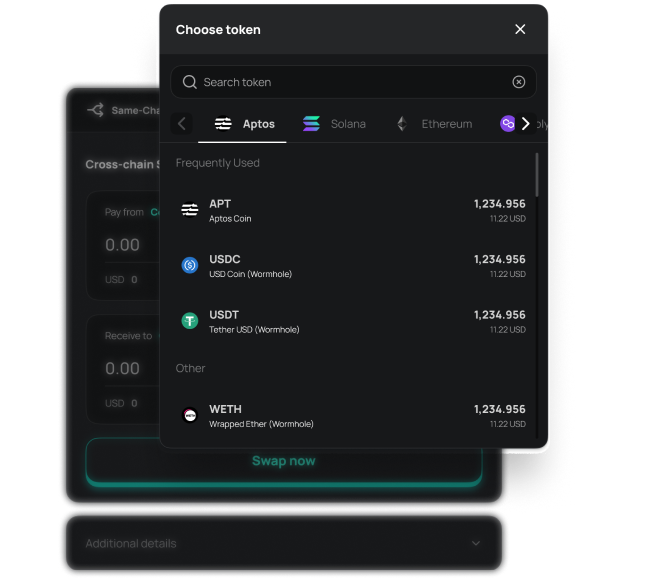 Choose token
Search token
Same-Cha
Aptos Solana Ethereum oly
Cross-chain S
Frequently Used
Pay from
0.00
USD 0
APT 1,234.956
Aptos Coin 11.22 USD
USDC 1,234.956
USD Coin (Wormhole) 11.22 USD
USDT 1,234.956
Tether USD (Wormhole) 11.22 USD
Receive to
0.00
USD 0
Other
WETH 1,234.956
Wrapped Ether (Wormhole) 11.22 USD
Swap now
Additional details